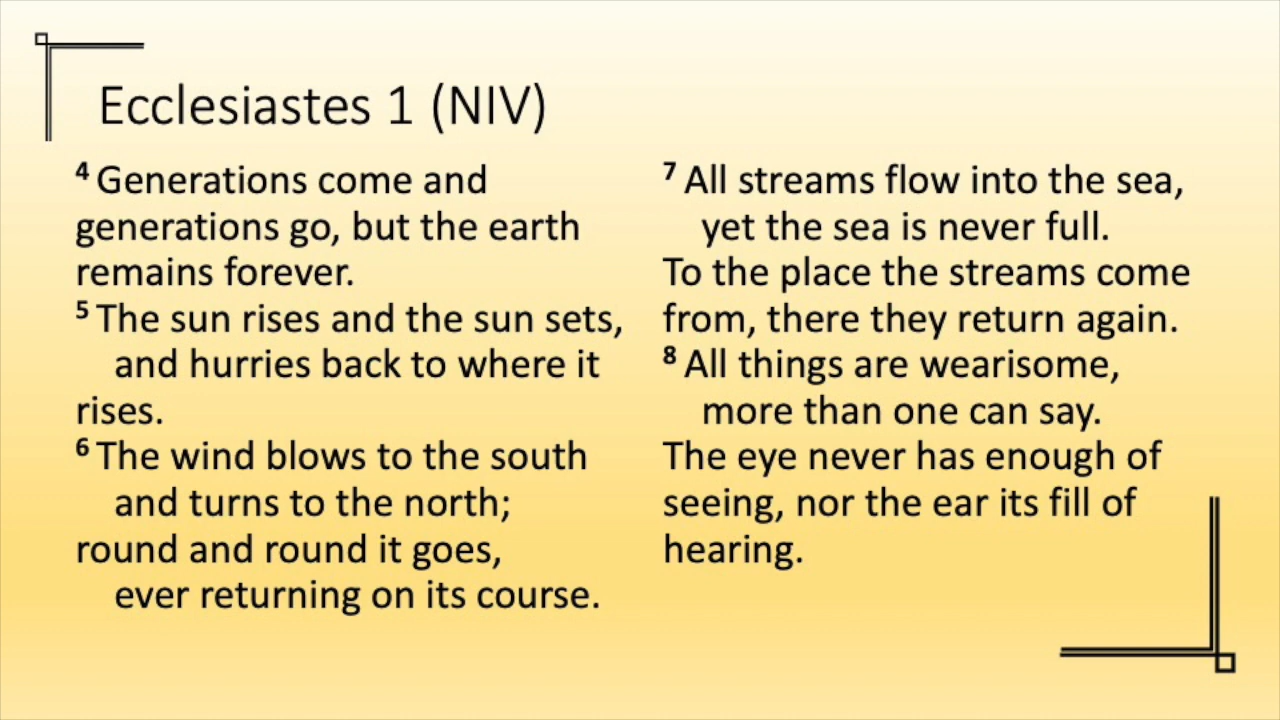 Ecclesiastes 1 (NIV)
4 Generations come and
generations go, but the earth
remains forever.
5 The sun rises and the sun sets,
and hurries back to where it
rises.
6 The wind blows to the south
and turns to the north;
round and round it goes,
ever returning on its course.
7 All streams flow into the sea,
yet the sea is never full.
To the place the streams come
from, there they return again.
8 All things are wearisome,
more than one can say.
The eye never has enough of
seeing, nor the ear its fill of
hearing.